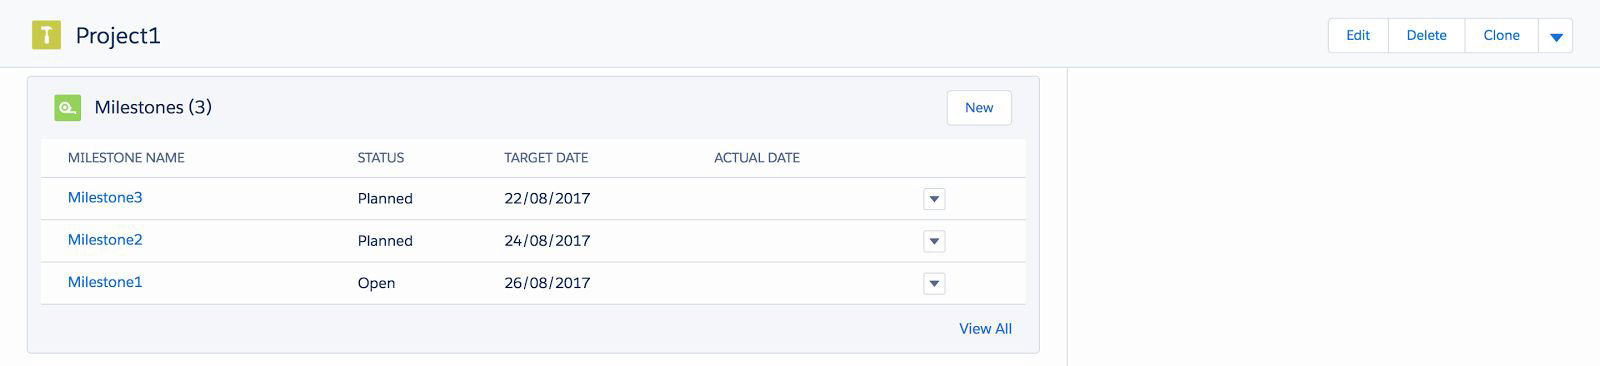 Project1
Edit Delete Clone
Milestones (3)
New
MILESTONE NAME STATUS TARGET DATE ACTUAL DATE
Milestone3 Planned 22/08/2017
Milestone2 Planned 24/08/2017
Milestone1 Open 26/08/2017
View All